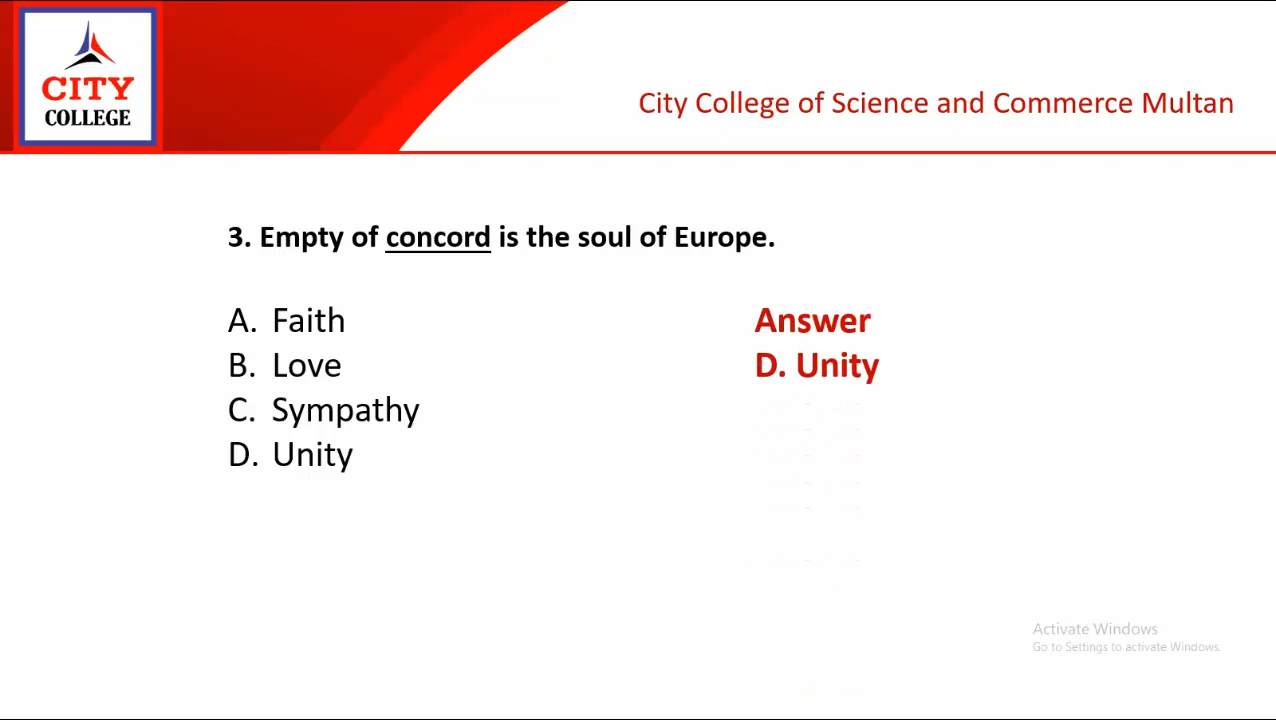 CITY
COLLEGE
City College of Science and Commerce Multan
3. Empty of concord is the soul of Europe.
A. Faith
B. Love
C. Sympathy
D. Unity
Answer
D. Unity
Activate Windows
Go to Settings to activate Windows.